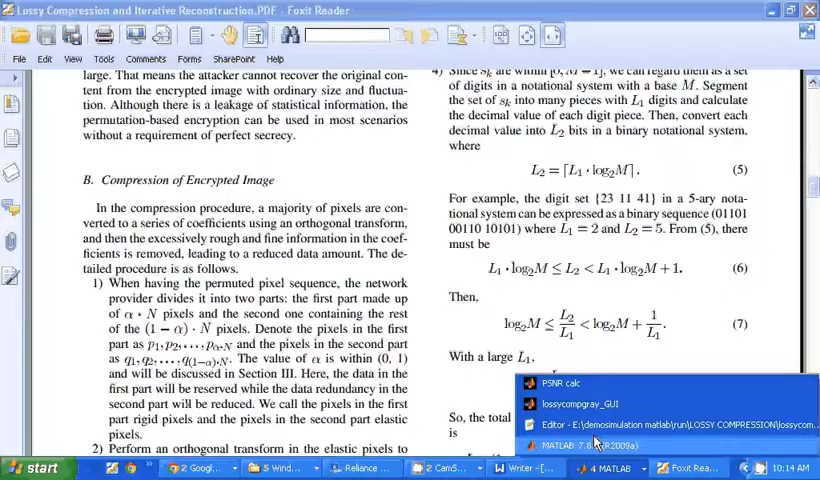 Lossy Compression and Iterative Reconstruction.PDF - Foxit Reader
File Edit View Tools Comments Forms SharePoint Help
large. That means the attacker cannot recover the original con-
tent from the encrypted image with ordinary size and fluctua-
tion. Although there is a leakage of statistical information, the
permutation-based encryption can be used in most scenarios
without a requirement of perfect secrecy.
B. Compression of Encrypted Image
In the compression procedure, a majority of pixels are con-
verted to a series of coefficients using an orthogonal transform,
and then the excessively rough and fine information in the coef-
ficients is removed, leading to a reduced data amount. The de-
tailed procedure is as follows.
1) When having the permuted pixel sequence, the network
provider divides it into two parts: the first part made up
of α · N pixels and the second one containing the rest
of the (1 − α) · N pixels. Denote the pixels in the first
part as p₁, p₂, . . . , p_α·N and the pixels in the second part
as q₁, q₂, . . . , q_(1−α)·N. The value of α is within (0, 1)
and will be discussed in Section III. Here, the data in the
first part will be reserved while the data redundancy in the
second part will be reduced. We call the pixels in the first
part rigid pixels and the pixels in the second part elastic
pixels.
2) Perform an orthogonal transform in the elastic pixels to
4) Since sₖ are within [0, M − 1], we can regard them as a set
of digits in a notational system with a base M. Segment
the set of sₖ into many pieces with L₁ digits and calculate
the decimal value of each digit piece. Then, convert each
decimal value into L₂ bits in a binary notational system,
where
L₂ = ⌈L₁ · log₂M⌉. (5)
For example, the digit set {23 11 41} in a 5-ary nota-
tional system can be expressed as a binary sequence (01101
00110 10101) where L₁ = 2 and L₂ = 5. From (5), there
must be
L₁ · log₂M ≤ L₂ < L₁ · log₂M + 1. (6)
Then,
log₂M ≤ L₂/L₁ < log₂M + 1/L₁. (7)
With a large L₁,
So, the total
is
PSNR calc
lossycompgray_GUI
Editor - E:\demosimulation matlab\run\LOSSY COMPRESSION\lossycom...
MATLAB 7.8.0 (R2009a)
start
2 Googl...
5 Wind...
Reliance ...
2 CamS...
Writer - [...
4 MATLAB
Foxit Rea...
10:14 AM